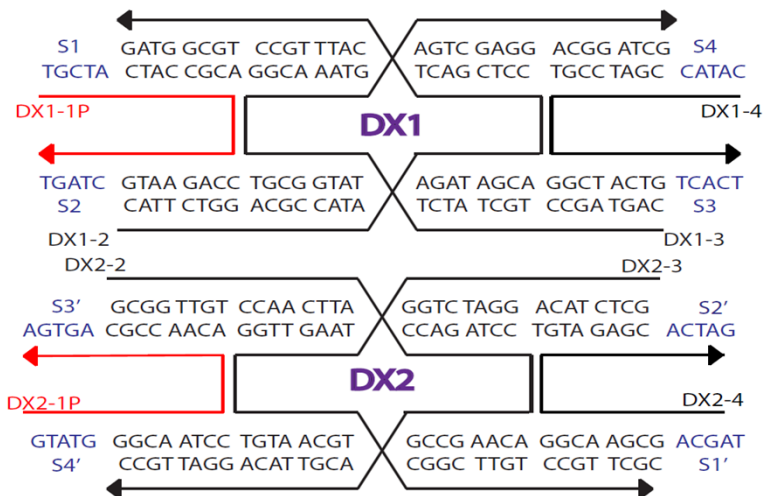 S1 GATG GCGT CCGT TTAC AGTC GAGG ACGG ATCG S4
TGCTA CTAC CGCA GGCA AATG TCAG CTCC TGCC TAGC CATAC
DX1-1P DX1 DX1-4
TGATC GTAA GACC TGCG GTAT AGAT AGCA GGCT ACTG TCACT
S2 CATT CTGG ACGC CATA TCTA TCGT CCGA TGAC S3
DX1-2 DX1-3
DX2-2 DX2-3
S3' GCGG TTGT CCAA CTTA GGTC TAGG ACAT CTCG S2'
AGTGA CGCC AACA GGTT GAAT CCAG ATCC TGTA GAGC ACTAG
DX2-1P DX2 DX2-4
GTATG GGCA ATCC TGTA ACGT GCCG AACA GGCA AGCG ACGAT
S4' CCGT TAGG ACAT TGCA CGGC TTGT CCGT TCGC S1'